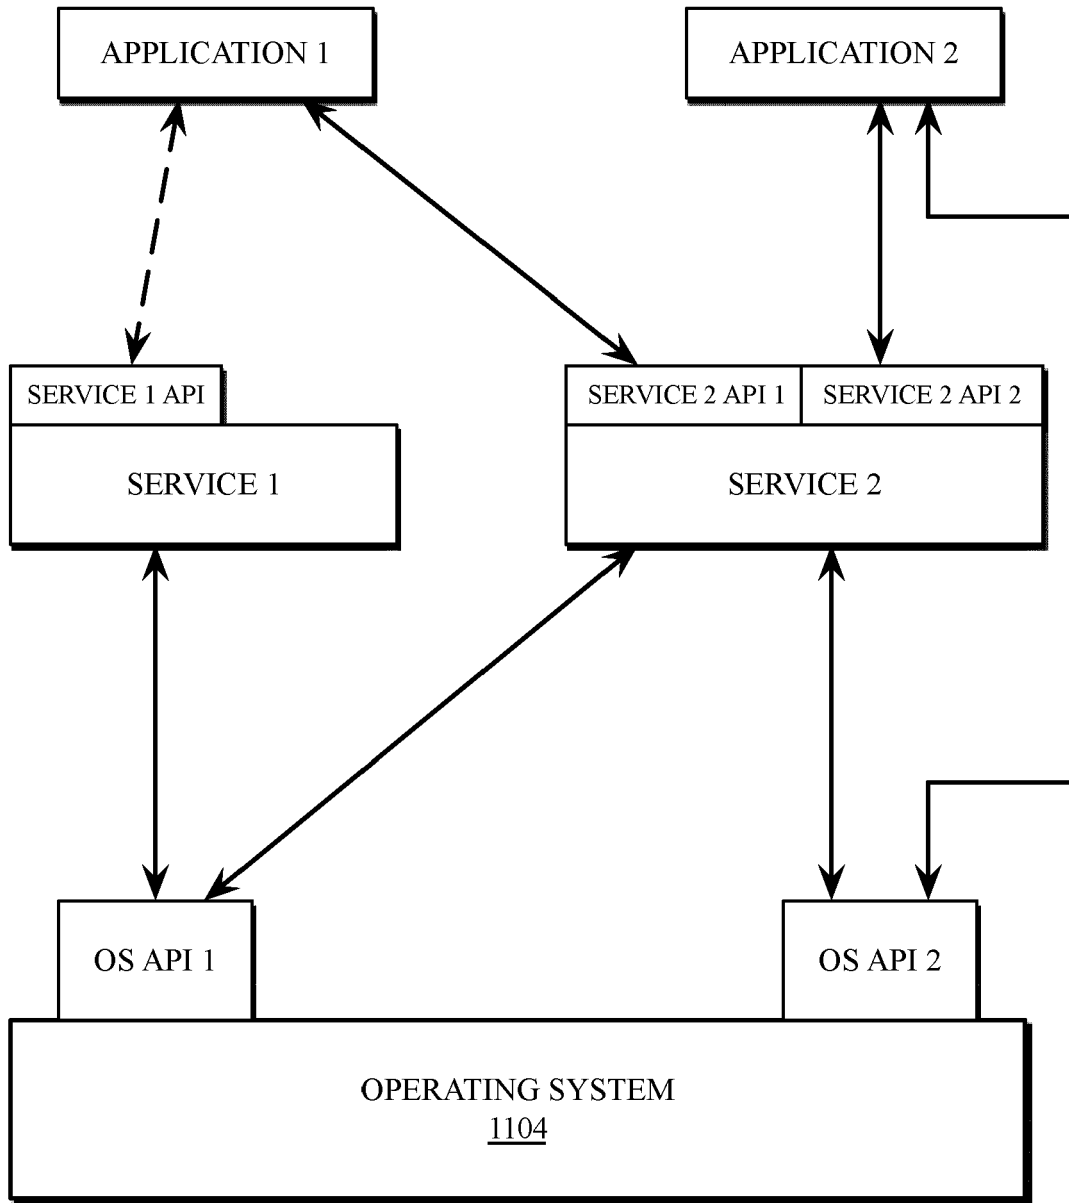 APPLICATION 1
APPLICATION 2
SERVICE 1 API
SERVICE 2 API 1
SERVICE 2 API 2
SERVICE 1
SERVICE 2
OS API 1
OS API 2
OPERATING SYSTEM
1104